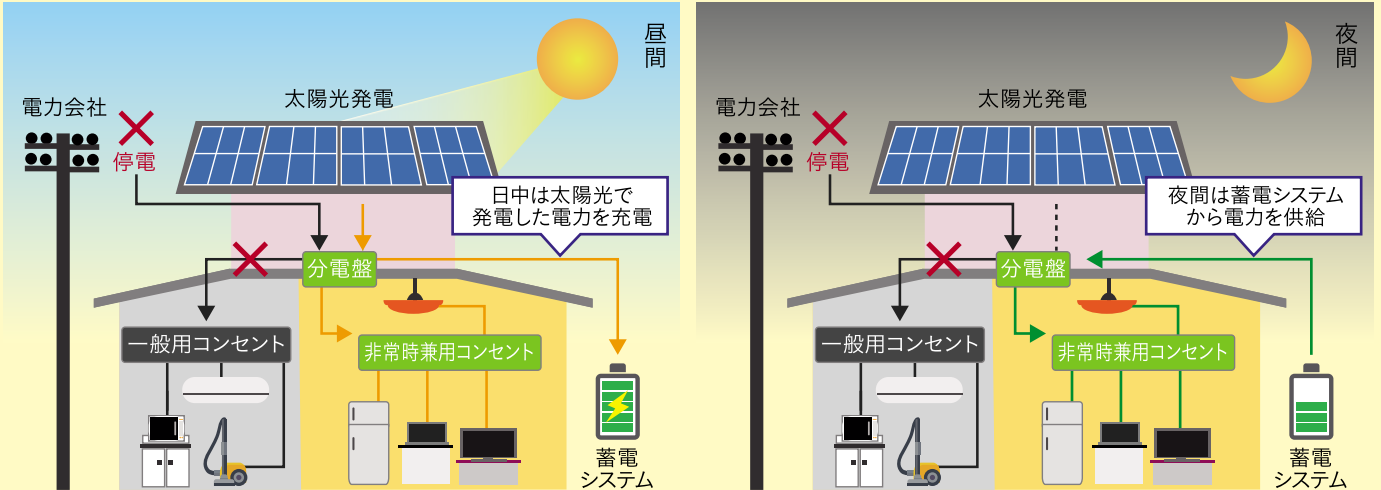 昼間
太陽光発電
電力会社
停電
日中は太陽光で
発電した電力を充電
分電盤
一般用コンセント
非常時兼用コンセント
蓄電
システム
夜間
太陽光発電
電力会社
停電
夜間は蓄電システム
から電力を供給
分電盤
一般用コンセント
非常時兼用コンセント
蓄電
システム